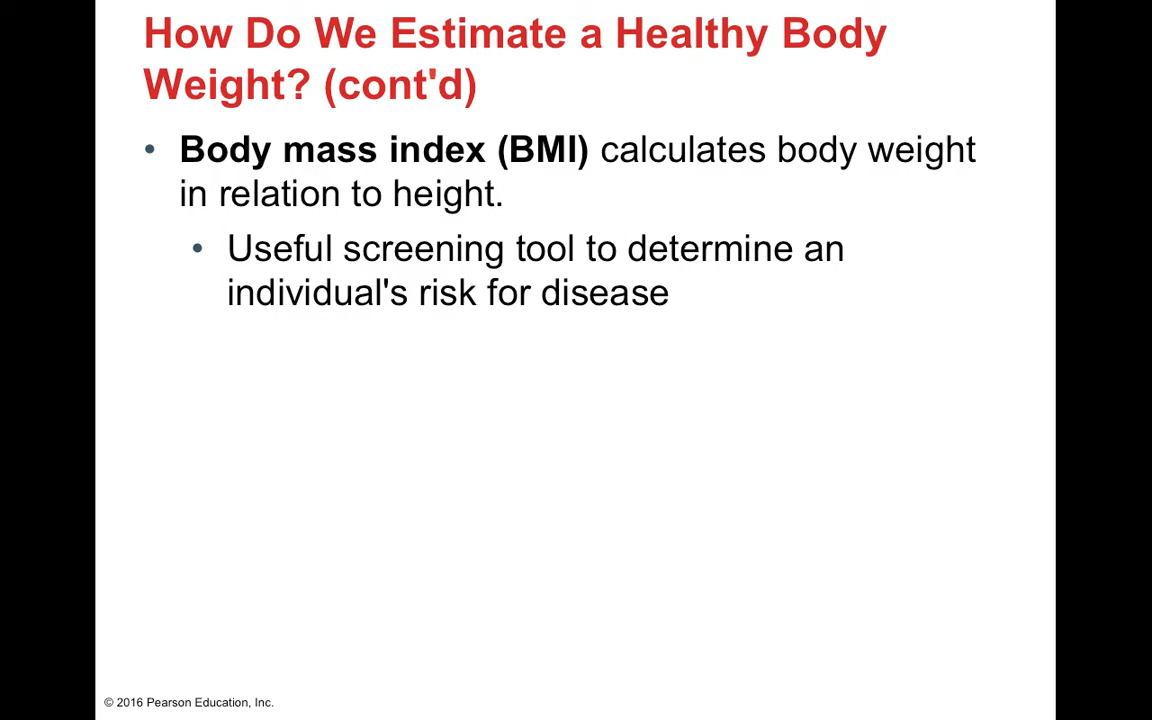 How Do We Estimate a Healthy Body
Weight? (cont'd)
• Body mass index (BMI) calculates body weight
in relation to height.
• Useful screening tool to determine an
individual's risk for disease
© 2016 Pearson Education, Inc.